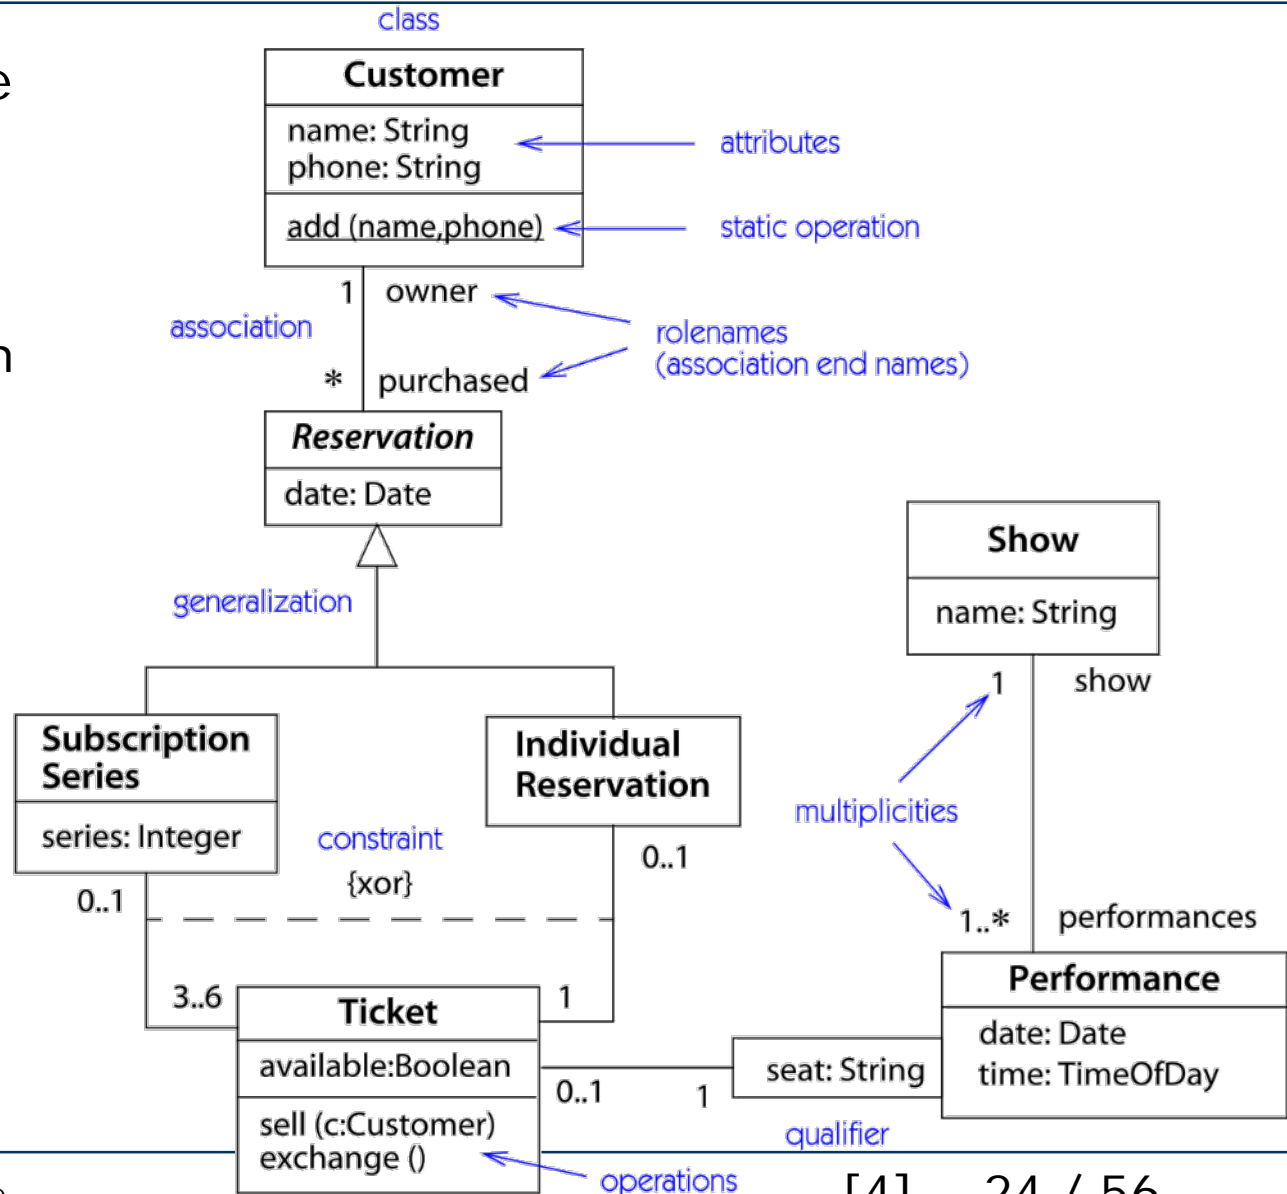 class
Customer
name: String
phone: String
attributes
add (name,phone)
static operation
1 owner
association
rolenames
(association end names)
* purchased
Reservation
date: Date
generalization
Show
name: String
1 show
Subscription
Series
series: Integer
Individual
Reservation
multiplicities
constraint
{xor}
0..1
0..1
1..* performances
3..6
1
Ticket
available:Boolean
sell (c:Customer)
exchange ()
operations
0..1
1
seat: String
qualifier
Performance
date: Date
time: TimeOfDay
[4] 24 / 56